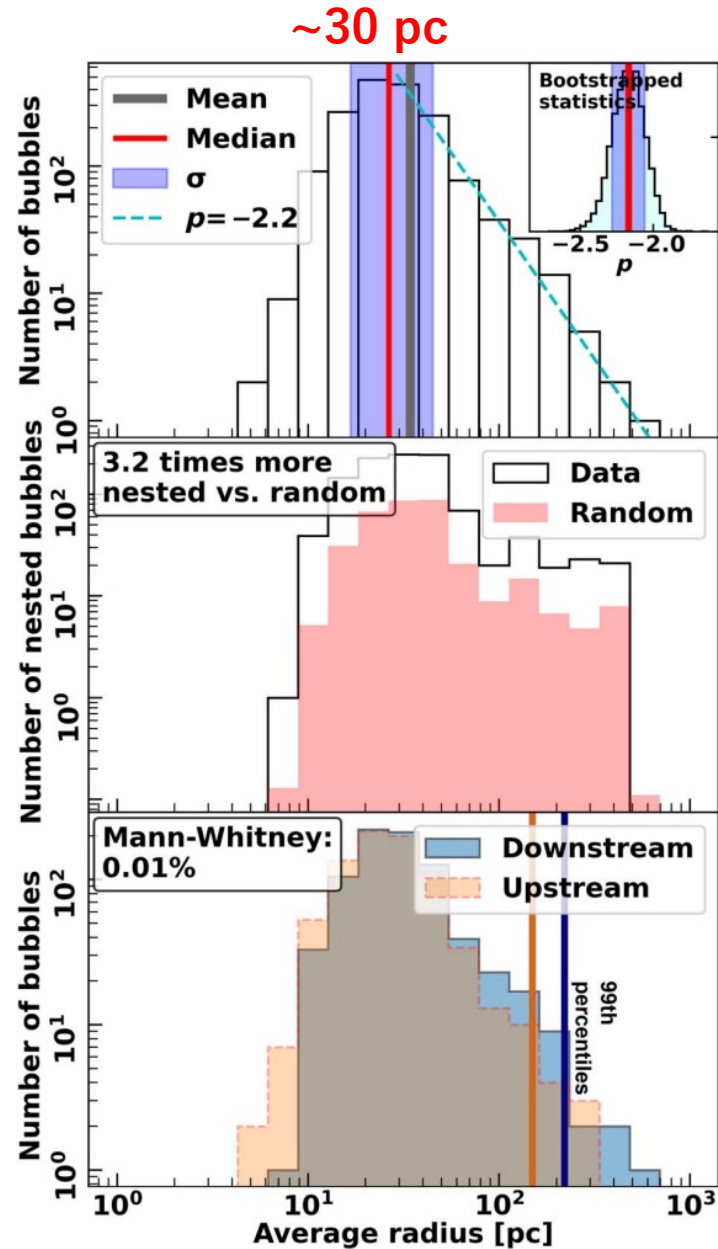 ~30 pc
Mean
Median
σ
p=−2.2
Bootstrapped
statistics
−2.5 −2.0
p
Number of bubbles
10²
10¹
10⁰
3.2 times more
nested vs. random
Data
Random
Number of nested bubbles
10²
10¹
10⁰
Mann-Whitney:
0.01%
Downstream
Upstream
99th
percentiles
Number of bubbles
10²
10¹
10⁰
10⁰ 10¹ 10² 10³
Average radius [pc]